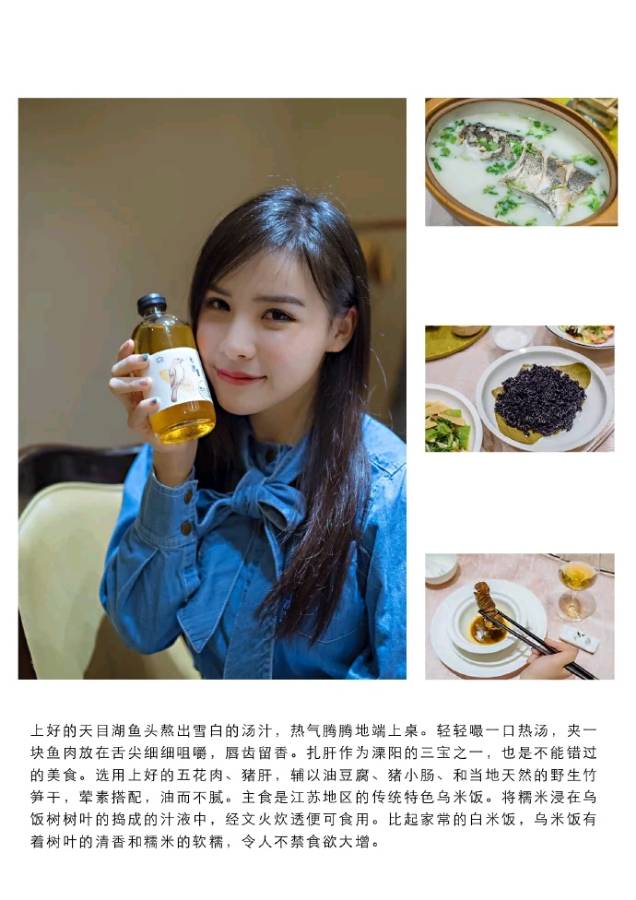 上好的天目湖鱼头熬出雪白的汤汁，热气腾腾地端上桌。轻轻嘬一口热汤，夹一
块鱼肉放在舌尖细细咀嚼，唇齿留香。扎肝作为溧阳的三宝之一，也是不能错过
的美食。选用上好的五花肉、猪肝，辅以油豆腐、猪小肠、和当地天然的野生竹
笋干，荤素搭配，油而不腻。主食是江苏地区的传统特色乌米饭。将糯米浸在乌
饭树树叶的捣成的汁液中，经文火炊透便可食用。比起家常的白米饭，乌米饭有
着树叶的清香和糯米的软糯，令人不禁食欲大增。